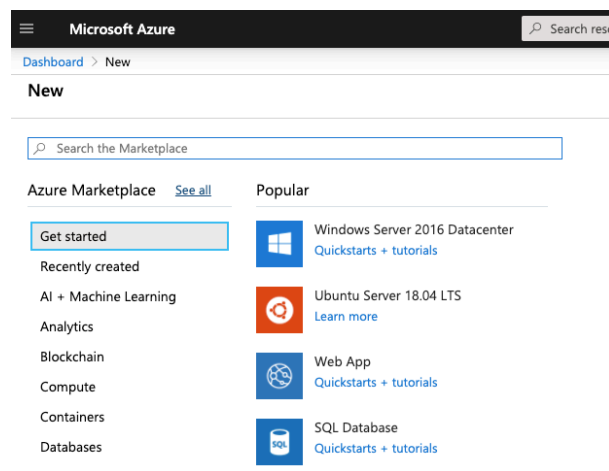 Microsoft Azure
Search res
Dashboard > New
New
Search the Marketplace
Azure Marketplace See all
Get started
Recently created
AI + Machine Learning
Analytics
Blockchain
Compute
Containers
Databases
Popular
Windows Server 2016 Datacenter
Quickstarts + tutorials
Ubuntu Server 18.04 LTS
Learn more
Web App
Quickstarts + tutorials
SQL
SQL Database
Quickstarts + tutorials